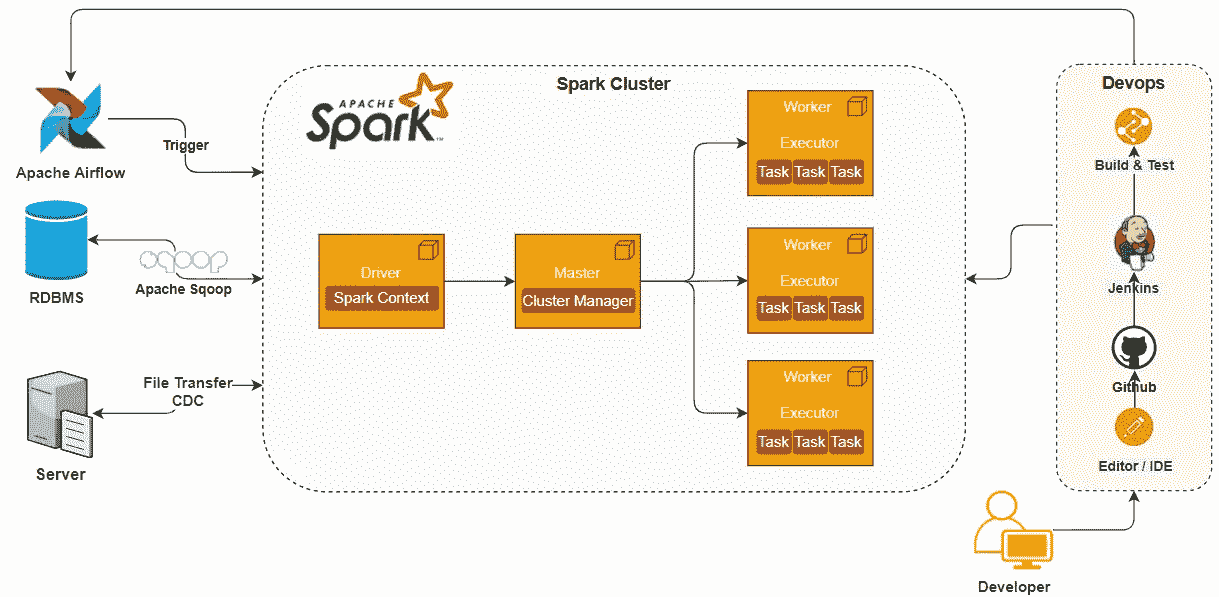 Spark Cluster
APACHE
Spark
TM
Apache Airflow
Trigger
RDBMS
sqoop
Apache Sqoop
Server
File Transfer
CDC
Driver
Spark Context
Master
Cluster Manager
Worker
Executor
Task Task Task
Worker
Executor
Task Task Task
Worker
Executor
Task Task Task
Devops
Build & Test
Jenkins
Github
Editor / IDE
Developer